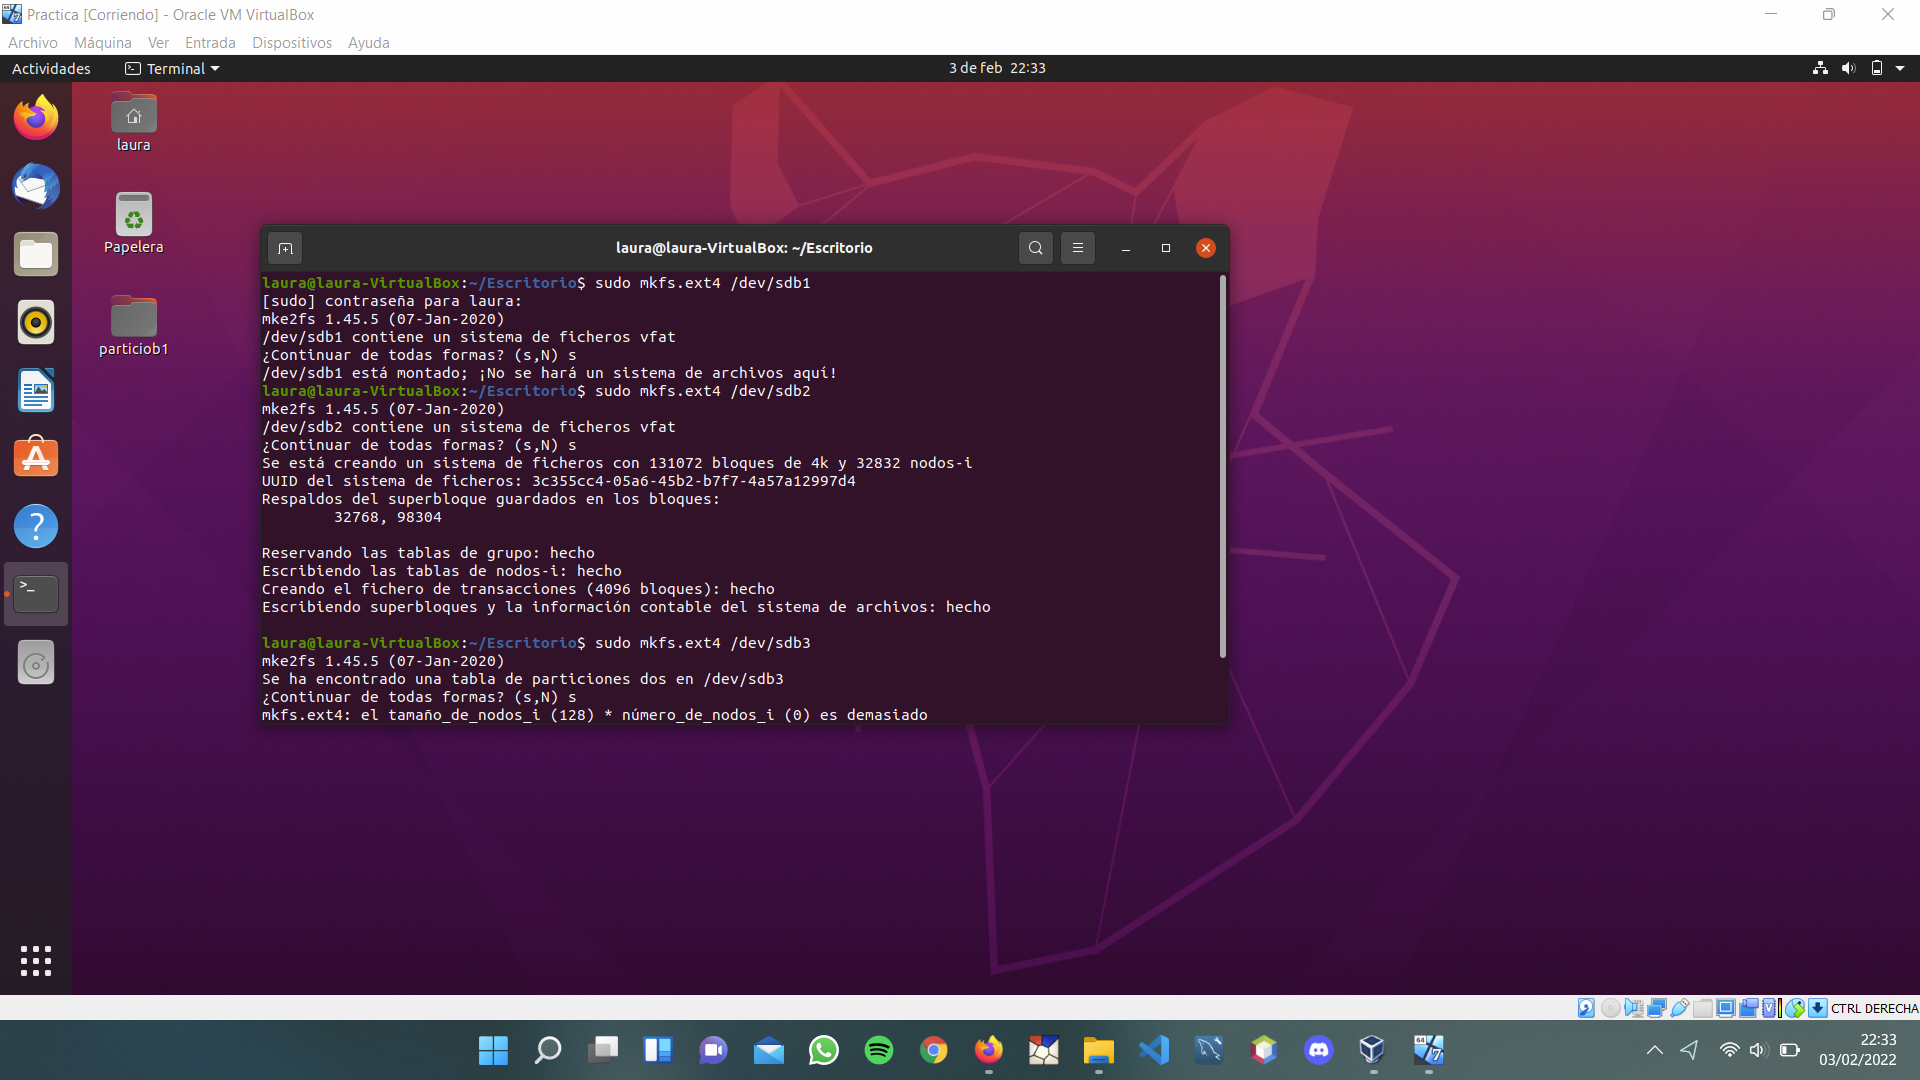 Practica [Corriendo] - Oracle VM VirtualBox
Archivo Máquina Ver Entrada Dispositivos Ayuda
Actividades Terminal 3 de feb 22:33
laura
Papelera
particiob1
laura@laura-VirtualBox: ~/Escritorio
laura@laura-VirtualBox:~/Escritorio$ sudo mkfs.ext4 /dev/sdb1
[sudo] contraseña para laura:
mke2fs 1.45.5 (07-Jan-2020)
/dev/sdb1 contiene un sistema de ficheros vfat
¿Continuar de todas formas? (s,N) s
/dev/sdb1 está montado; ¡No se hará un sistema de archivos aquí!
laura@laura-VirtualBox:~/Escritorio$ sudo mkfs.ext4 /dev/sdb2
mke2fs 1.45.5 (07-Jan-2020)
/dev/sdb2 contiene un sistema de ficheros vfat
¿Continuar de todas formas? (s,N) s
Se está creando un sistema de ficheros con 131072 bloques de 4k y 32832 nodos-i
UUID del sistema de ficheros: 3c355cc4-05a6-45b2-b7f7-4a57a12997d4
Respaldos del superbloque guardados en los bloques:
32768, 98304
Reservando las tablas de grupo: hecho
Escribiendo las tablas de nodos-i: hecho
Creando el fichero de transacciones (4096 bloques): hecho
Escribiendo superbloques y la información contable del sistema de archivos: hecho
laura@laura-VirtualBox:~/Escritorio$ sudo mkfs.ext4 /dev/sdb3
mke2fs 1.45.5 (07-Jan-2020)
Se ha encontrado una tabla de particiones dos en /dev/sdb3
¿Continuar de todas formas? (s,N) s
mkfs.ext4: el tamaño_de_nodos_i (128) * número_de_nodos_i (0) es demasiado
CTRL DERECHA
22:33
03/02/2022